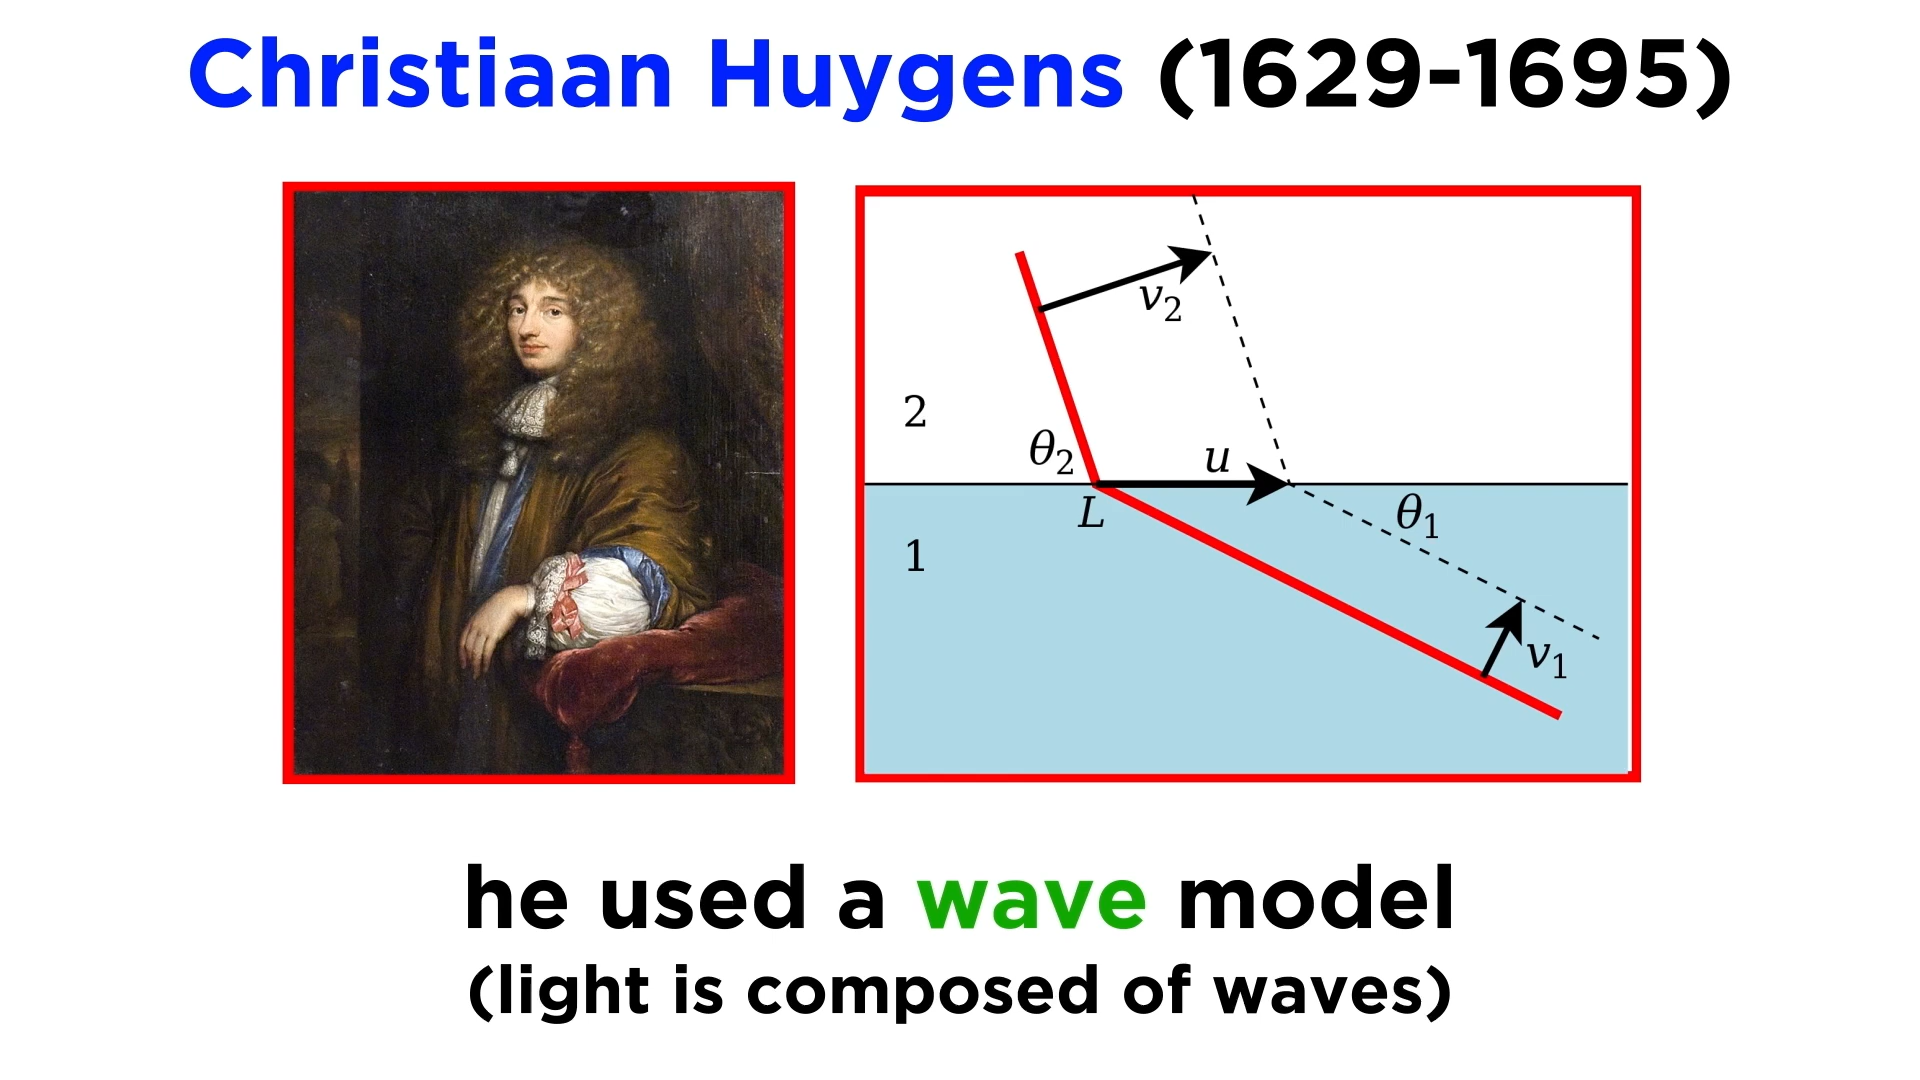 Christiaan Huygens (1629-1695)
v₂
2
θ₂
u
L
θ₁
1
v₁
he used a wave model
(light is composed of waves)